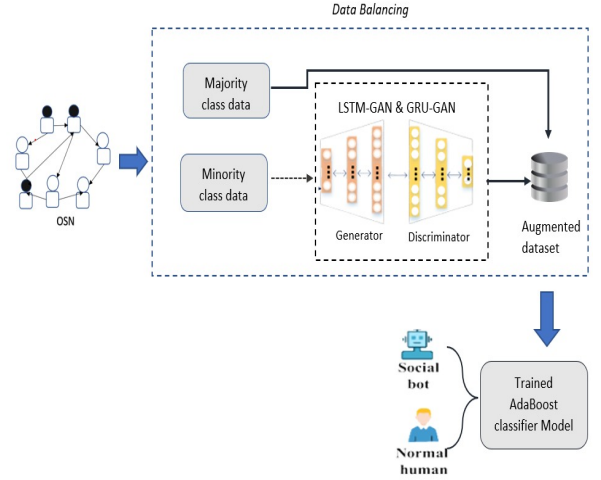 Data Balancing
Majority
class data
LSTM-GAN & GRU-GAN
Minority
class data
OSN
Generator
Discriminator
Augmented
dataset
Social
bot
Normal
human
Trained
AdaBoost
classifier Model